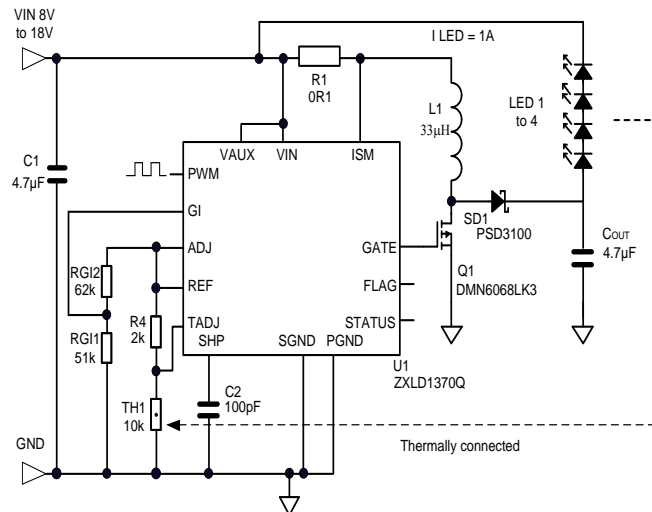 VIN 8V
to 18V
I LED = 1A
R1
0R1
L1
33µH
LED 1
to 4
VAUX
VIN
ISM
C1
4.7µF
PWM
GI
SD1
PSD3100
ADJ
GATE
COUT
4.7µF
RGI2
62k
Q1
DMN6068LK3
REF
FLAG
R4
2k
TADJ
STATUS
RGI1
51k
SHP
SGND
PGND
U1
ZXLD1370Q
C2
100pF
TH1
10k
GND
Thermally connected